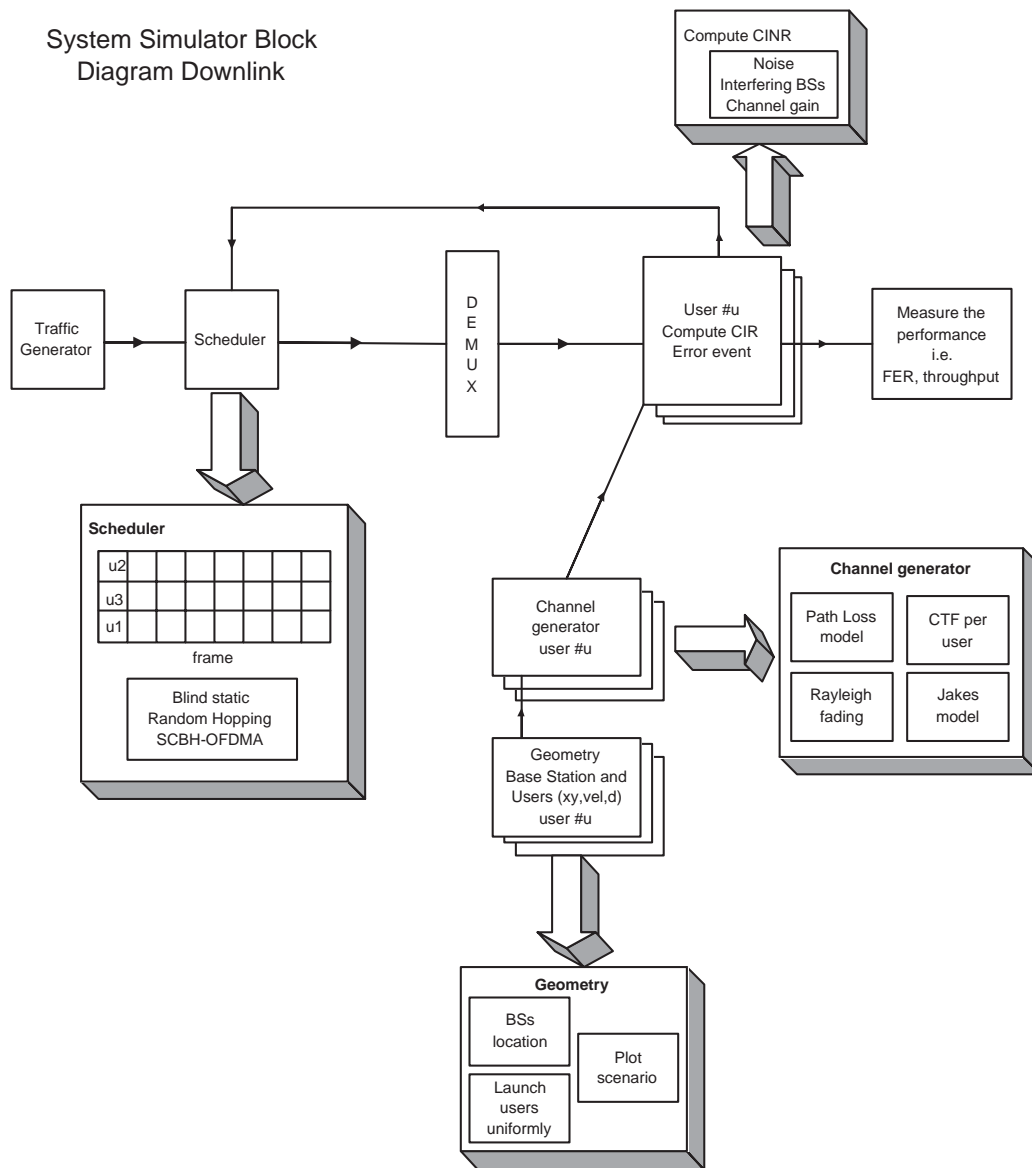 System Simulator Block
Diagram Downlink
Compute CINR
Noise
Interfering BSs
Channel gain
Traffic
Generator
Scheduler
D
E
M
U
X
User #u
Compute CIR
Error event
Measure the
performance
i.e.
FER, throughput
Scheduler
u2
u3
u1
frame
Blind static
Random Hopping
SCBH-OFDMA
Channel
generator
user #u
Channel generator
Path Loss
model
CTF per
user
Rayleigh
fading
Jakes
model
Geometry
Base Station and
Users (xy,vel,d)
user #u
Geometry
BSs
location
Plot
scenario
Launch
users
uniformly